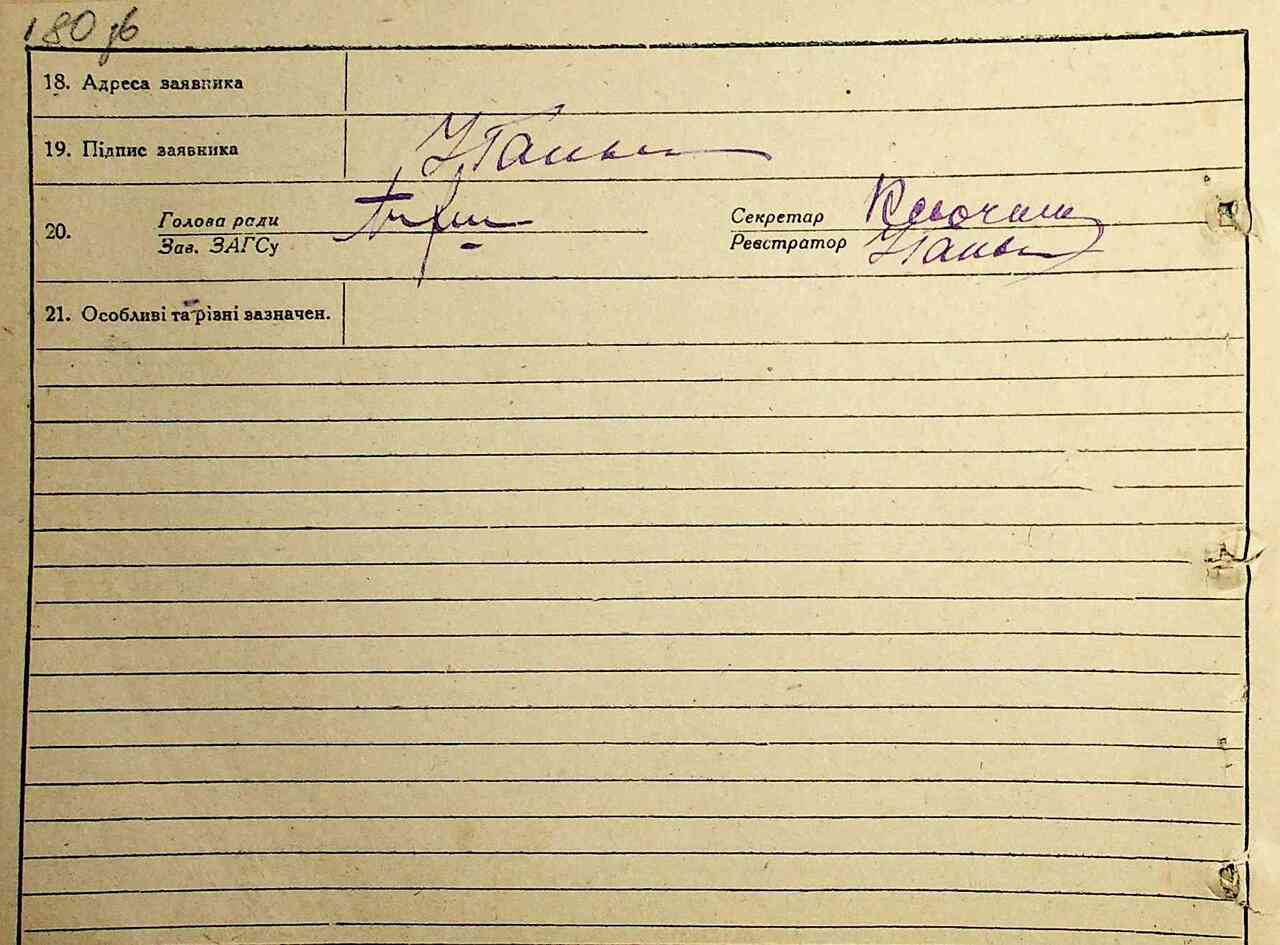 180 зв
18. Адреса заявника
19. Підпис заявника
20. Голова ради Секретар
Зав. ЗАГСу Реєстратор
21. Особливі та різні зазначен.